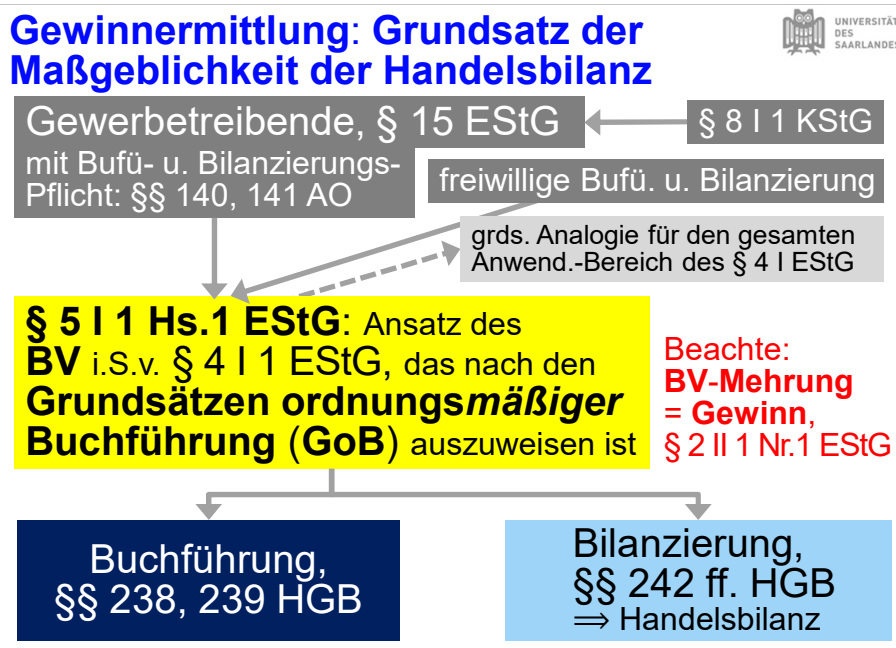 Gewinnermittlung: Grundsatz der
Maßgeblichkeit der Handelsbilanz
UNIVERSITÄT
DES
SAARLANDES
Gewerbetreibende, § 15 EStG
§ 8 I 1 KStG
mit Bufü- u. Bilanzierungs-
Pflicht: §§ 140, 141 AO
freiwillige Bufü. u. Bilanzierung
grds. Analogie für den gesamten
Anwend.-Bereich des § 4 I EStG
§ 5 I 1 Hs.1 EStG: Ansatz des
BV i.S.v. § 4 I 1 EStG, das nach den
Grundsätzen ordnungsmäßiger
Buchführung (GoB) auszuweisen ist
Beachte:
BV-Mehrung
= Gewinn,
§ 2 II 1 Nr.1 EStG
Buchführung,
§§ 238, 239 HGB
Bilanzierung,
§§ 242 ff. HGB
⟹ Handelsbilanz